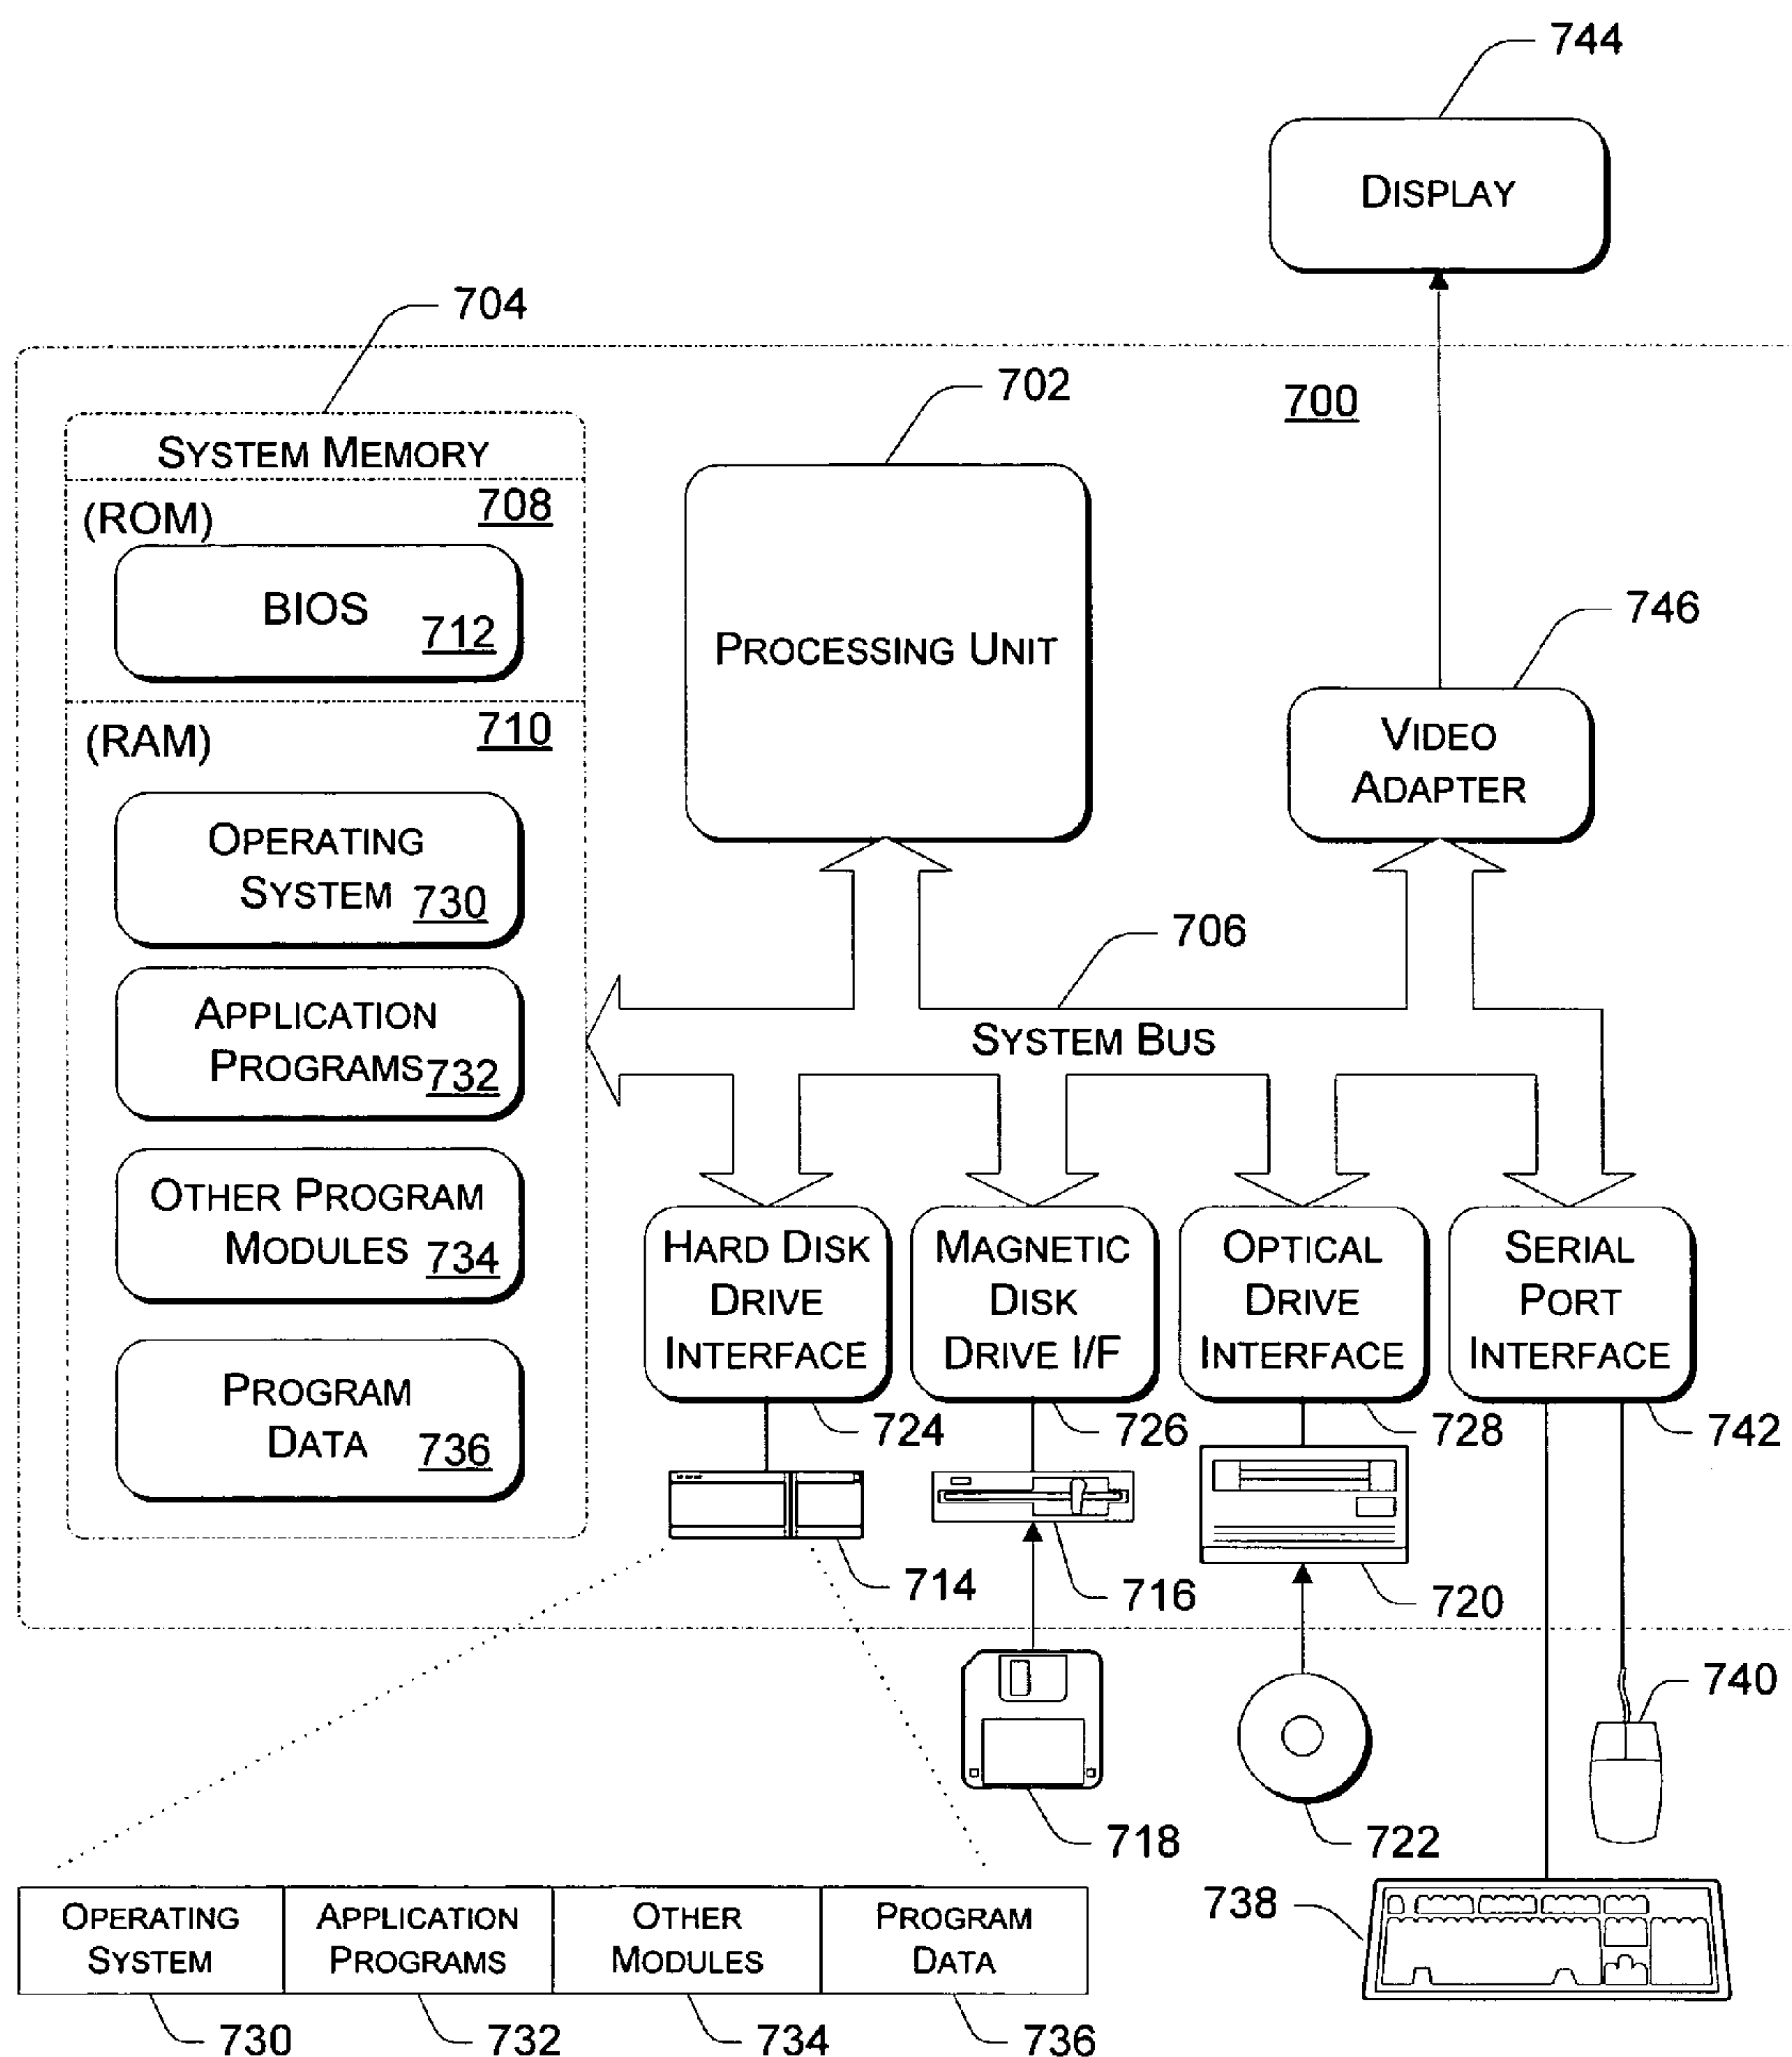 744
DISPLAY
704
702
700
SYSTEM MEMORY
(ROM)
708
BIOS
712
PROCESSING UNIT
746
(RAM)
710
VIDEO
ADAPTER
OPERATING
SYSTEM
730
706
APPLICATION
PROGRAMS
732
SYSTEM BUS
OTHER PROGRAM
MODULES
734
HARD DISK
DRIVE
INTERFACE
MAGNETIC
DISK
DRIVE I/F
OPTICAL
DRIVE
INTERFACE
SERIAL
PORT
INTERFACE
PROGRAM
DATA
736
724
726
728
742
714
716
720
740
718
722
738
OPERATING
SYSTEM
APPLICATION
PROGRAMS
OTHER
MODULES
PROGRAM
DATA
730
732
734
736